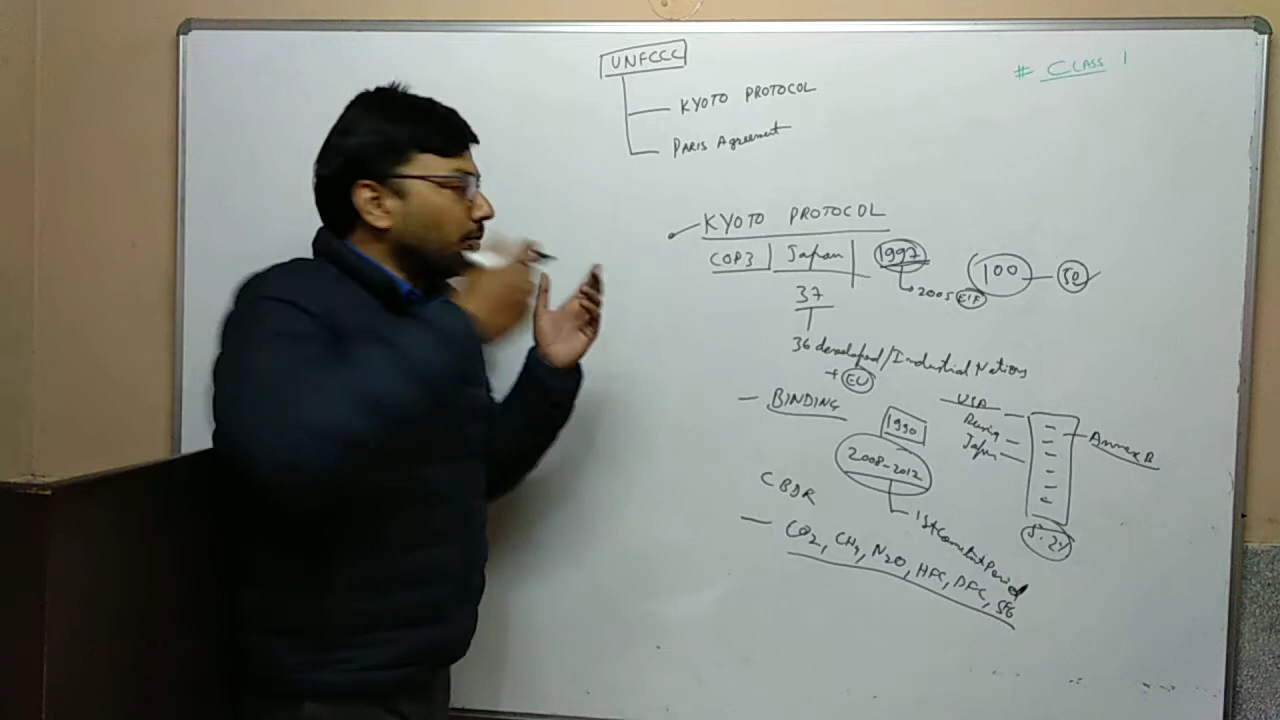 UNFCCC
# CLASS 1
KYOTO PROTOCOL
PARIS Agreement
KYOTO PROTOCOL
COP3 | Japan | 1997
2005 EIF
100 - 50
37
36 developed/Industrial Nations
+ EU
- BINDING
1990
2008-2012
1st Commitment Period
USA
Russia
Japan
Annex B
5.2%
CBDR
- CO2, CH4, N2O, HFC, PFC, SF6